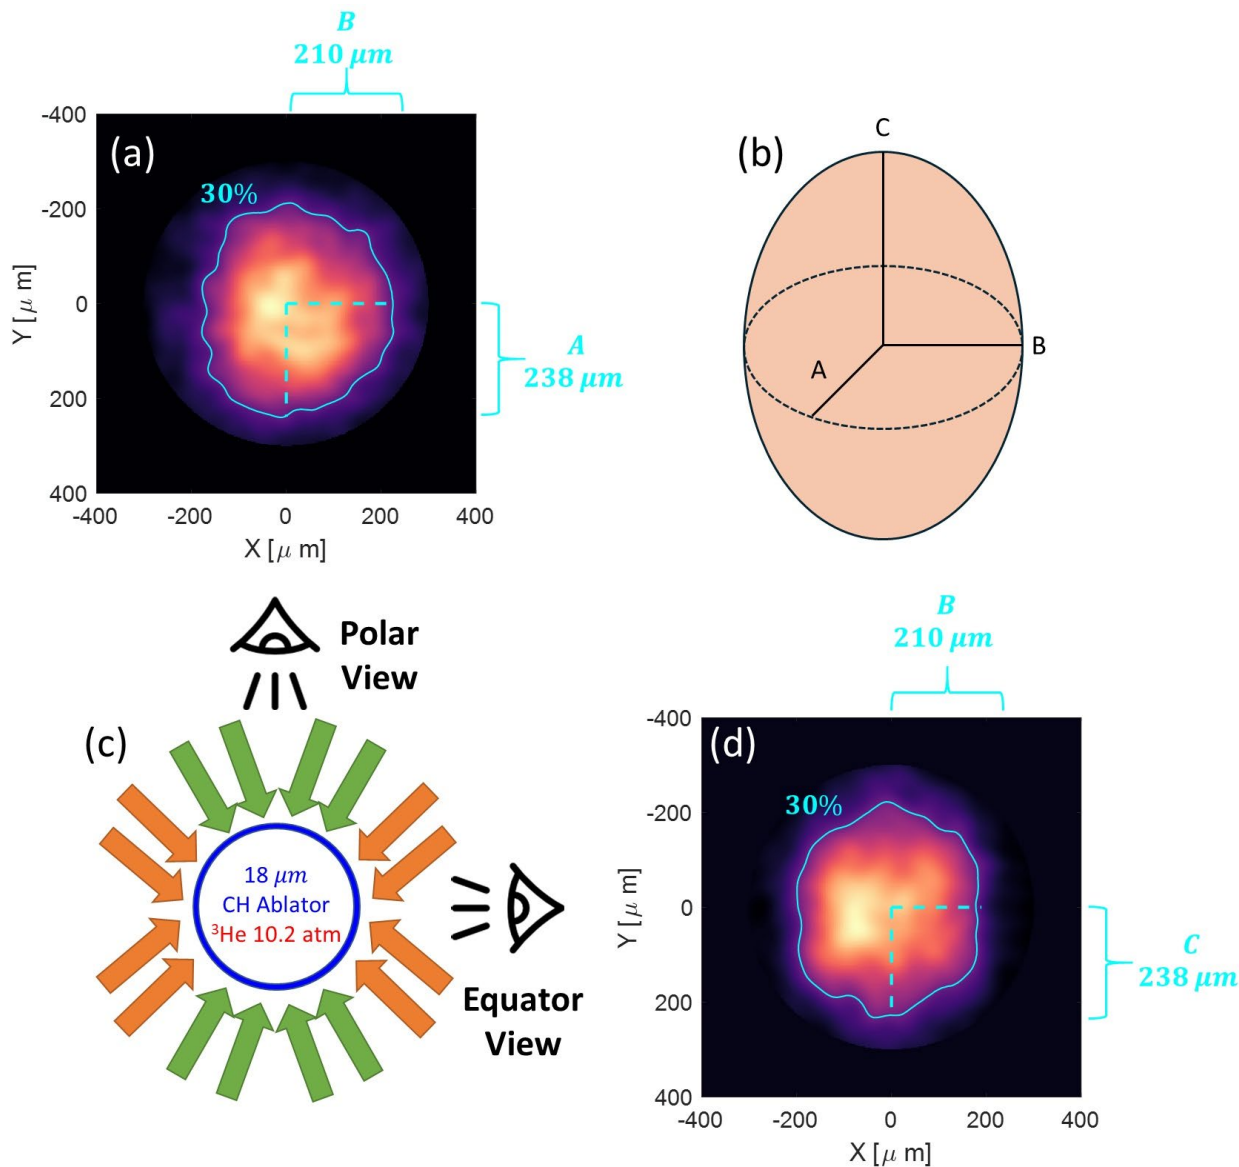 B
210 μm
(a)
30%
-400
-200
0
200
400
Y [μ m]
-400 -200 0 200 400
X [μ m]
A
238 μm
(b)
C
A
B
Polar
View
(c)
18 μm
CH Ablator
³He 10.2 atm
Equator
View
B
210 μm
(d)
30%
-400
-200
0
200
400
Y [μ m]
-400 -200 0 200 400
X [μ m]
C
238 μm